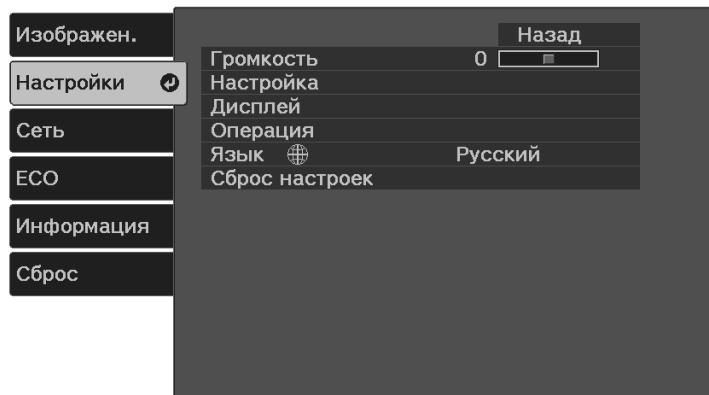 Изображен.
Настройки
Сеть
ECO
Информация
Сброс
Назад
Громкость 0
Настройка
Дисплей
Операция
Язык Русский
Сброс настроек